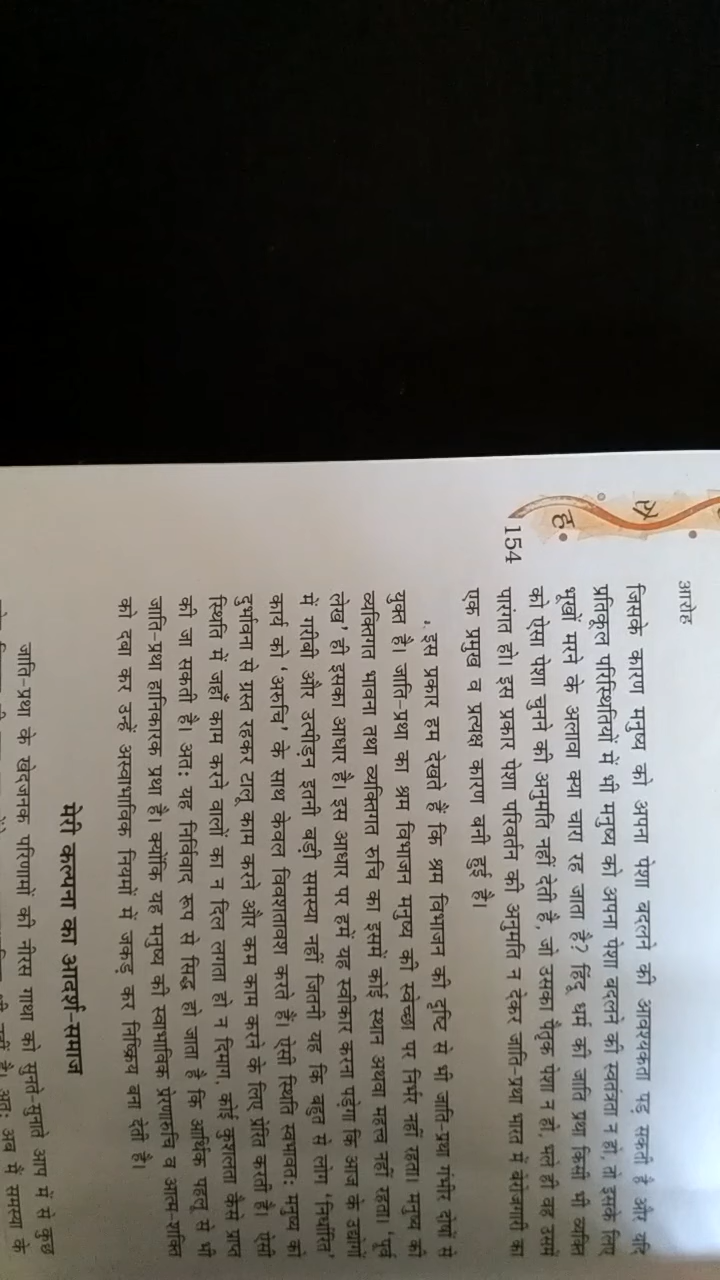 आरोह
154
जिसके कारण मनुष्य को अपना पेशा बदलने की आवश्यकता पड़ सकती है और यदि
प्रतिकूल परिस्थितियों में भी मनुष्य को अपना पेशा बदलने की स्वतंत्रता न हो, तो इसके लिए
भूखों मरने के अलावा क्या चारा रह जाता है? हिंदू धर्म की जाति प्रथा किसी भी व्यक्ति
को ऐसा पेशा चुनने की अनुमति नहीं देती है, जो उसका पैतृक पेशा न हो, भले ही वह उसमें
पारंगत हो। इस प्रकार पेशा परिवर्तन की अनुमति न देकर जाति-प्रथा भारत में बेरोज़गारी का
एक प्रमुख व प्रत्यक्ष कारण बनी हुई है।
इस प्रकार हम देखते हैं कि श्रम विभाजन की दृष्टि से भी जाति-प्रथा गंभीर दोषों से
युक्त है। जाति-प्रथा का श्रम विभाजन मनुष्य की स्वेच्छा पर निर्भर नहीं रहता। मनुष्य की
व्यक्तिगत भावना तथा व्यक्तिगत रुचि का इसमें कोई स्थान अथवा महत्त्व नहीं रहता। 'पूर्व
लेख' ही इसका आधार है। इस आधार पर हमें यह स्वीकार करना पड़ेगा कि आज के उद्योगों
में गरीबी और उत्पीड़न इतनी बड़ी समस्या नहीं जितनी यह कि बहुत से लोग 'निर्धारित'
कार्य को 'अरुचि' के साथ केवल विवशतावश करते हैं। ऐसी स्थिति स्वभावतः मनुष्य को
दुर्भावना से ग्रस्त रहकर टालू काम करने और कम काम करने के लिए प्रेरित करती है। ऐसी
स्थिति में जहाँ काम करने वालों का न दिल लगता हो न दिमाग, कोई कुशलता कैसे प्राप्त
की जा सकती है। अतः यह निर्विवाद रूप से सिद्ध हो जाता है कि आर्थिक पहलू से भी
जाति-प्रथा हानिकारक प्रथा है। क्योंकि यह मनुष्य की स्वाभाविक प्रेरणारुचि व आत्म-शक्ति
को दबा कर उन्हें अस्वाभाविक नियमों में जकड़ कर निष्क्रिय बना देती है।
मेरी कल्पना का आदर्श-समाज
जाति-प्रथा के खेदजनक परिणामों की नीरस गाथा को सुनते-सुनाते आप में से कुछ
है। अतः अब मैं समस्या के